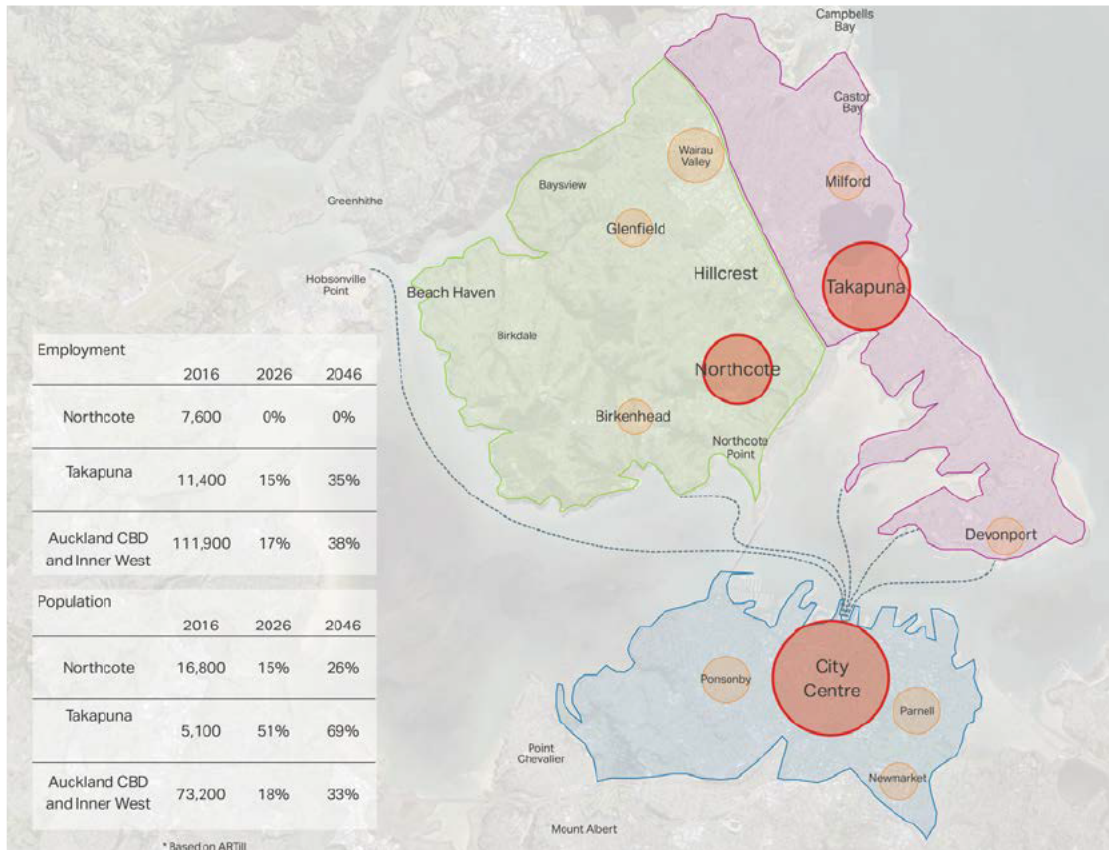 Campbells
Bay
Castor
Bay
Wairau
Valley
Milford
Baysview
Greenhithe
Glenfield
Hillcrest
Takapuna
Hobsonville
Point
Beach Haven
Birkdale
Northcote
Birkenhead
Northcote
Point
Devonport
City
Centre
Ponsonby
Parnell
Newmarket
Point
Chevalier
Mount Albert
Employment
2016 2026 2046
Northcote 7,600 0% 0%
Takapuna 11,400 15% 35%
Auckland CBD
and Inner West 111,900 17% 38%
Population
2016 2026 2046
Northcote 16,800 15% 26%
Takapuna
5,100 51% 69%
Auckland CBD
and Inner West 73,200 18% 33%
* Based on ARTiII